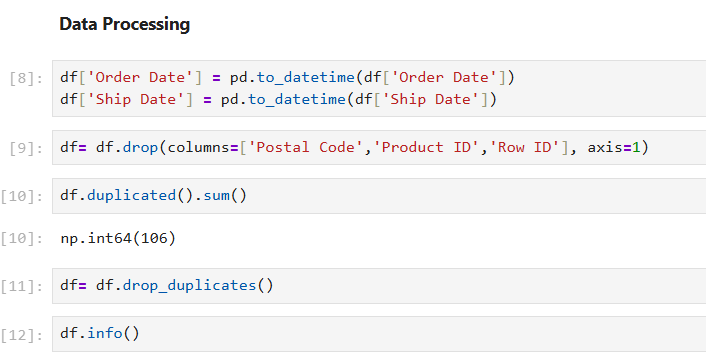 Data Processing
[8]: df['Order Date'] = pd.to_datetime(df['Order Date'])
df['Ship Date'] = pd.to_datetime(df['Ship Date'])
[9]: df= df.drop(columns=['Postal Code','Product ID','Row ID'], axis=1)
[10]: df.duplicated().sum()
[10]: np.int64(106)
[11]: df= df.drop_duplicates()
[12]: df.info()